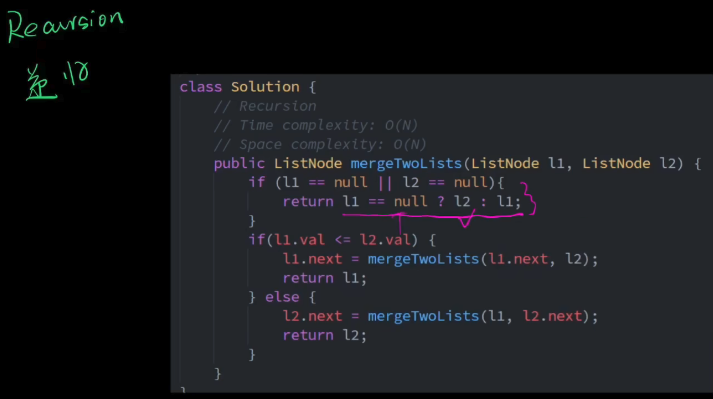 Recursion
class Solution {
// Recursion
// Time complexity: O(N)
// Space complexity: O(N)
public ListNode mergeTwoLists(ListNode l1, ListNode l2) {
if (l1 == null || l2 == null){
return l1 == null ? l2 : l1;
}
if(l1.val <= l2.val) {
l1.next = mergeTwoLists(l1.next, l2);
return l1;
} else {
l2.next = mergeTwoLists(l1, l2.next);
return l2;
}
}
}